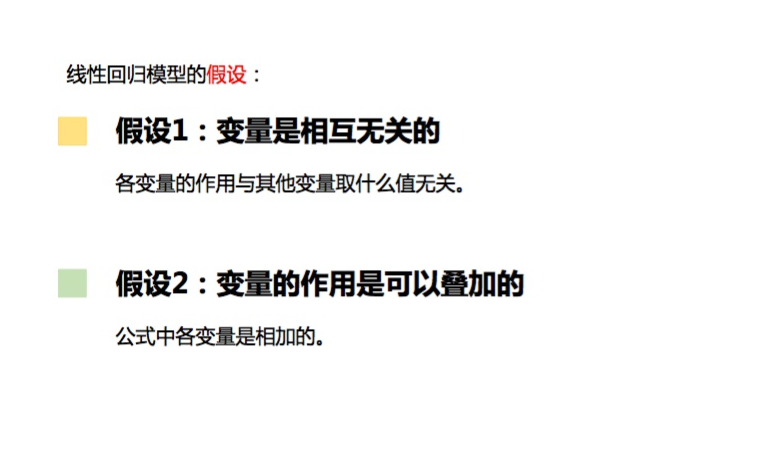 线性回归模型的假设：
假设1：变量是相互无关的
各变量的作用与其他变量取什么值无关。
假设2：变量的作用是可以叠加的
公式中各变量是相加的。